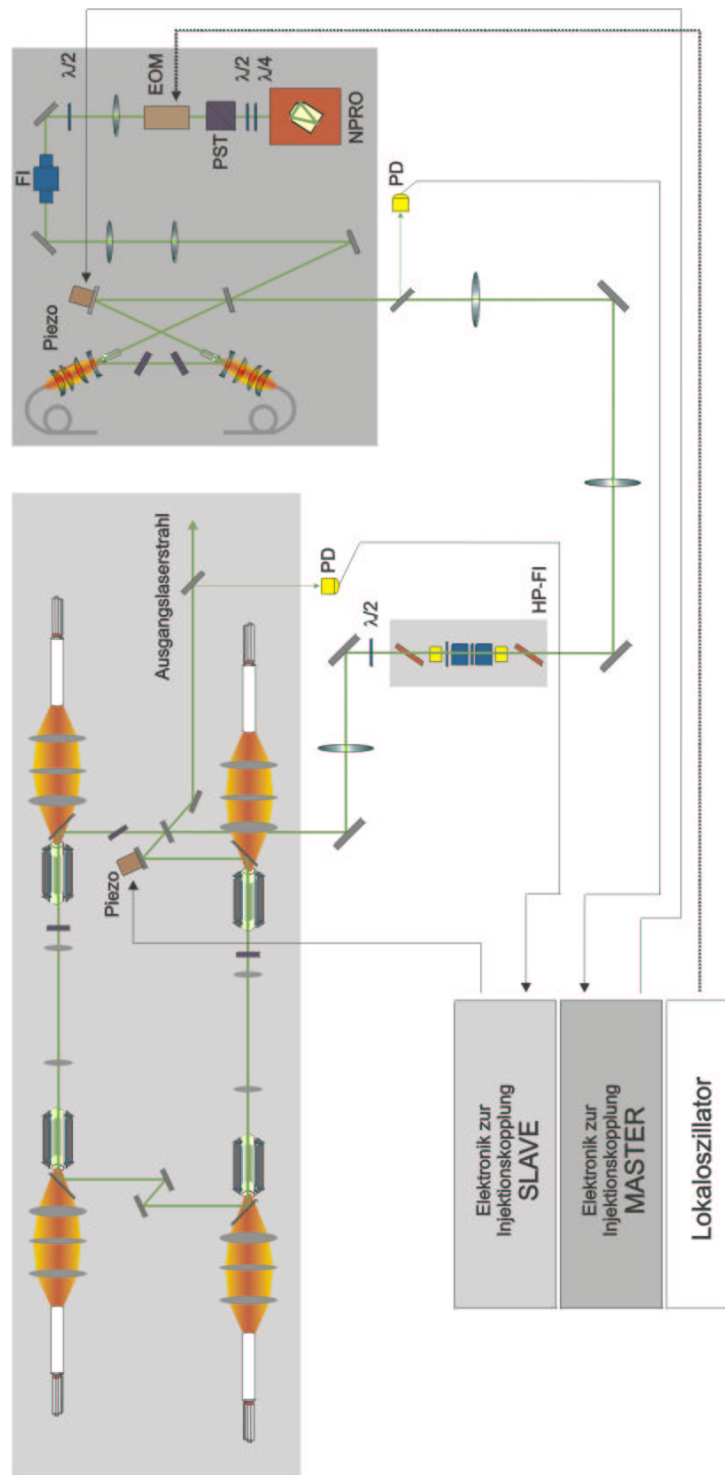 λ/2
EOM
λ/2
λ/4
PST
NPRO
FI
PD
Piezo
Ausgangslaserstrahl
PD
λ/2
HP-FI
Piezo
Elektronik zur
Injektionskopplung
SLAVE
Elektronik zur
Injektionskopplung
MASTER
Lokaloszillator